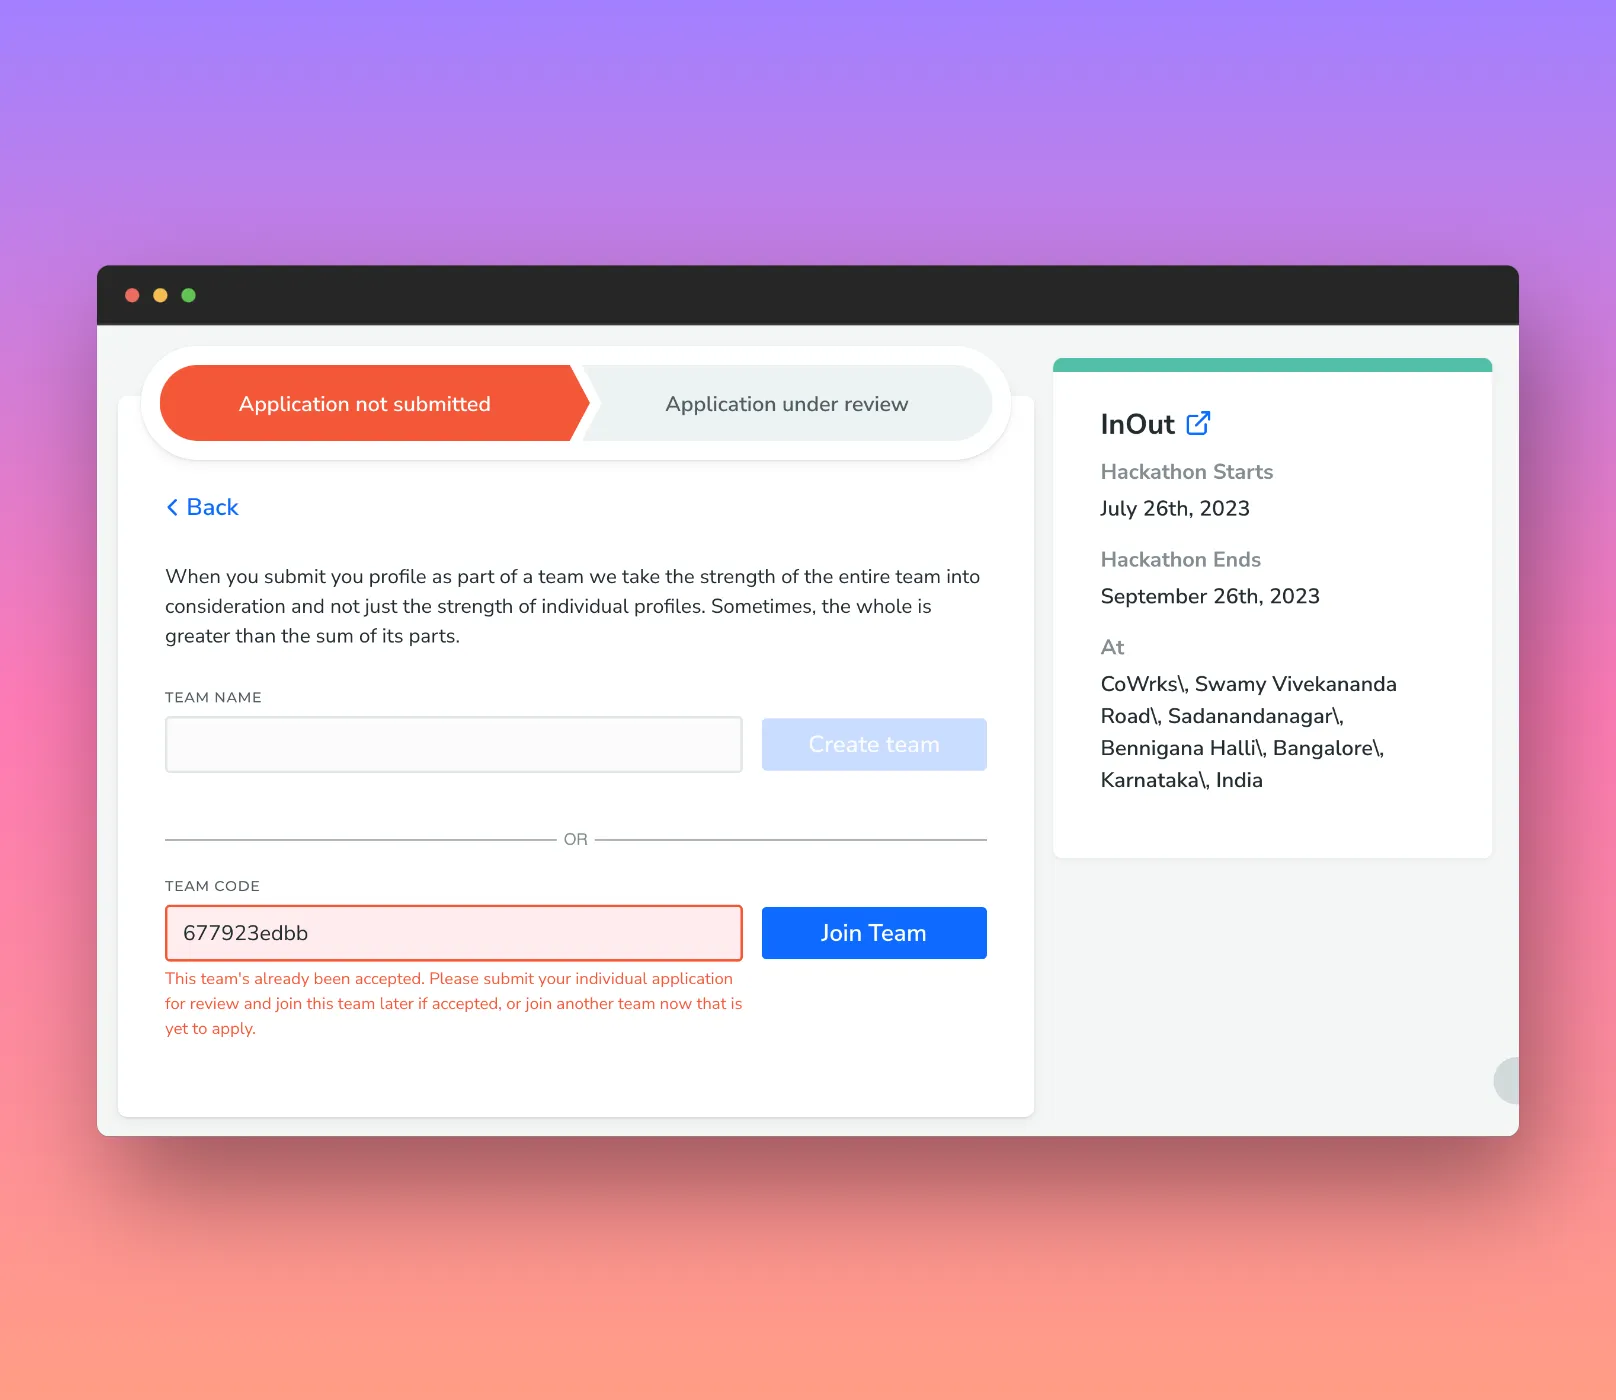 Application not submitted
Application under review
Back
When you submit you profile as part of a team we take the strength of the entire team into
consideration and not just the strength of individual profiles. Sometimes, the whole is
greater than the sum of its parts.
TEAM NAME
Create team
OR
TEAM CODE
677923edbb
Join Team
This team's already been accepted. Please submit your individual application
for review and join this team later if accepted, or join another team now that is
yet to apply.
InOut
Hackathon Starts
July 26th, 2023
Hackathon Ends
September 26th, 2023
At
CoWrks\, Swamy Vivekananda
Road\, Sadanandanagar\,
Bennigana Halli\, Bangalore\,
Karnataka\, India